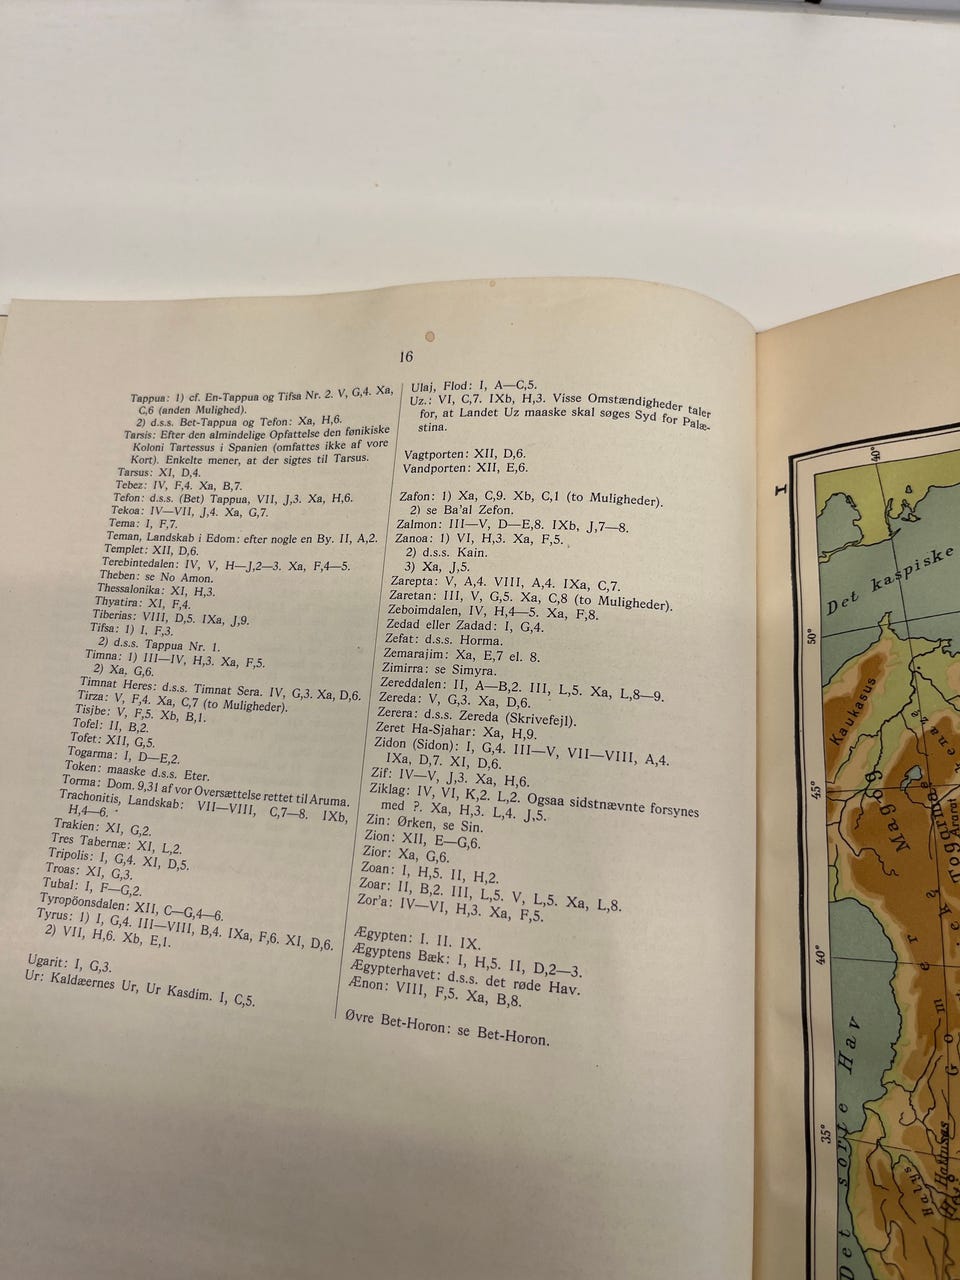 16
Tappua: 1) cf. En-Tappua og Tifsa Nr. 2. V, G,4. Xa,
C,6 (anden Mulighed).
2) d.s.s. Bet-Tappua og Tefon: Xa, H,6.
Tarsis: Efter den almindelige Opfattelse den fønikiske
Koloni Tartessus i Spanien (omfattes ikke af vore
Kort). Enkelte mener, at der sigtes til Tarsus.
Tarsus: XI, D,4.
Tebez: IV, F,4. Xa, B,7.
Tefon: d.s.s. (Bet) Tappua, VII, J,3. Xa, H,6.
Tekoa: IV—VII, J,4. Xa, G,7.
Tema: I, F,7.
Teman, Landskab i Edom: efter nogle en By. II, A,2.
Templet: XII, D,6.
Terebintedalen: IV, V, H—J,2—3. Xa, F,4—5.
Theben: se No Amon.
Thessalonika: XI, H,3.
Thyatira: XI, F,4.
Tiberias: VIII, D,5. IXa, J,9.
Tifsa: 1) I, F,3.
2) d.s.s. Tappua Nr. 1.
Timna: 1) III—IV, H,3. Xa, F,5.
2) Xa, G,6.
Timnat Heres: d.s.s. Timnat Sera. IV, G,3. Xa, D,6.
Tirza: V, F,4. Xa, C,7 (to Muligheder).
Tisjbe: V, F,5. Xb, B,1.
Tofel: II, B,2.
Tofet: XII, G,5.
Togarma: I, D—E,2.
Token: maaske d.s.s. Eter.
Torma: Dom. 9,31 af vor Oversættelse rettet til Aruma.
Trachonitis, Landskab: VII—VIII, C,7—8. IXb,
H,4—6.
Trakien: XI, G,2.
Tres Tabernæ: XI, L,2.
Tripolis: I, G,4. XI, D,5.
Troas: XI, G,3.
Tubal: I, F—G,2.
Tyropöonsdalen: XII, C—G,4—6.
Tyrus: 1) I, G,4. III—VIII, B,4. IXa, F,6. XI, D,6.
2) VII, H,6. Xb, E,1.
Ugarit: I, G,3.
Ur: Kaldæernes Ur, Ur Kasdim. I, C,5.
Ulaj, Flod: I, A—C,5.
Uz.: VI, C,7. IXb, H,3. Visse Omstændigheder taler
for, at Landet Uz maaske skal søges Syd for Palæ-
stina.
Vagtporten: XII, D,6.
Vandporten: XII, E,6.
Zafon: 1) Xa, C,9. Xb, C,1 (to Muligheder).
2) se Ba'al Zefon.
Zalmon: III—V, D—E,8. IXb, J,7—8.
Zanoa: 1) VI, H,3. Xa, F,5.
2) d.s.s. Kain.
3) Xa, J,5.
Zarepta: V, A,4. VIII, A,4. IXa, C,7.
Zaretan: III, V, G,5. Xa, C,8 (to Muligheder).
Zeboimdalen, IV, H,4—5. Xa, F,8.
Zedad eller Zadad: I, G,4.
Zefat: d.s.s. Horma.
Zemarajim: Xa, E,7 el. 8.
Zimirra: se Simyra.
Zereddalen: II, A—B,2. III, L,5. Xa, L,8—9.
Zereda: V, G,3. Xa, D,6.
Zerera: d.s.s. Zereda (Skrivefejl).
Zeret Ha-Sjahar: Xa, H,9.
Zidon (Sidon): I, G,4. III—V, VII—VIII, A,4.
IXa, D,7. XI, D,6.
Zif: IV—V, J,3. Xa, H,6.
Ziklag: IV, VI, K,2. L,2. Ogsaa sidstnævnte forsynes
med ?. Xa, H,3. L,4. J,5.
Zin: Ørken, se Sin.
Zion: XII, E—G,6.
Zior: Xa, G,6.
Zoan: I, H,5. II, H,2.
Zoar: II, B,2. III, L,5. V, L,5. Xa, L,8.
Zor'a: IV—VI, H,3. Xa, F,5.
Ægypten: I. II. IX.
Ægyptens Bæk: I, H,5. II, D,2—3.
Ægypterhavet: d.s.s. det røde Hav.
Ænon: VIII, F,5. Xa, B,8.
Øvre Bet-Horon: se Bet-Horon.
I
40°
Det kaspiske
50°
Kaukasus
45°
Magog
Togarma
Ararat
40°
Gomer
Det sorte Hav
35°
Halys
Hattusas